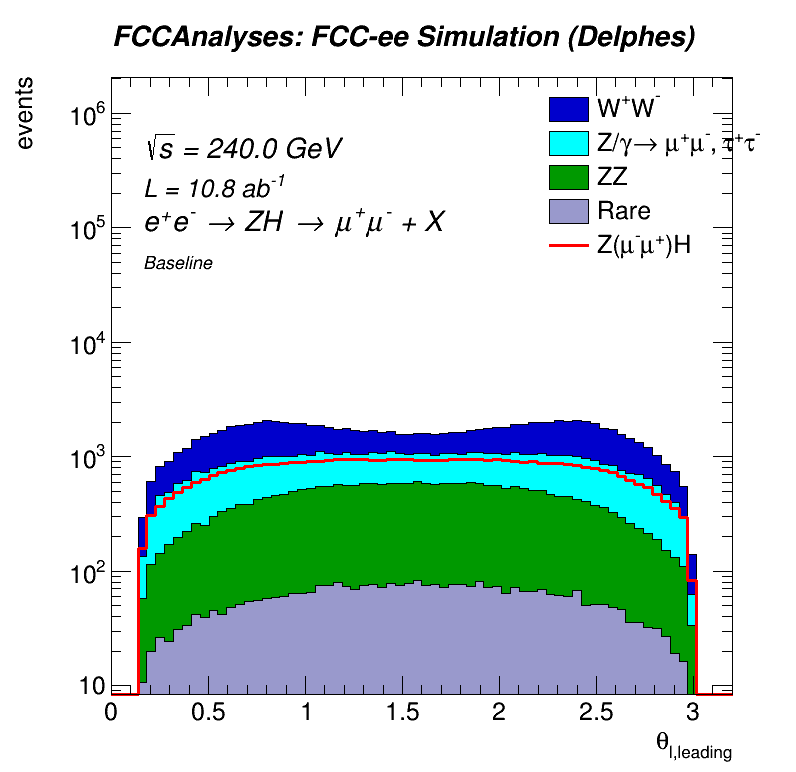 FCCAnalyses: FCC-ee Simulation (Delphes)
events
10⁶
10⁵
10⁴
10³
10²
10
√s = 240.0 GeV
L = 10.8 ab⁻¹
e⁺e⁻ → ZH → μ⁺μ⁻ + X
Baseline
W⁺W⁻
Z/γ→ μ⁺μ⁻, τ⁺τ⁻
ZZ
Rare
Z(μ⁻μ⁺)H
0 0.5 1 1.5 2 2.5 3
θ_l,leading